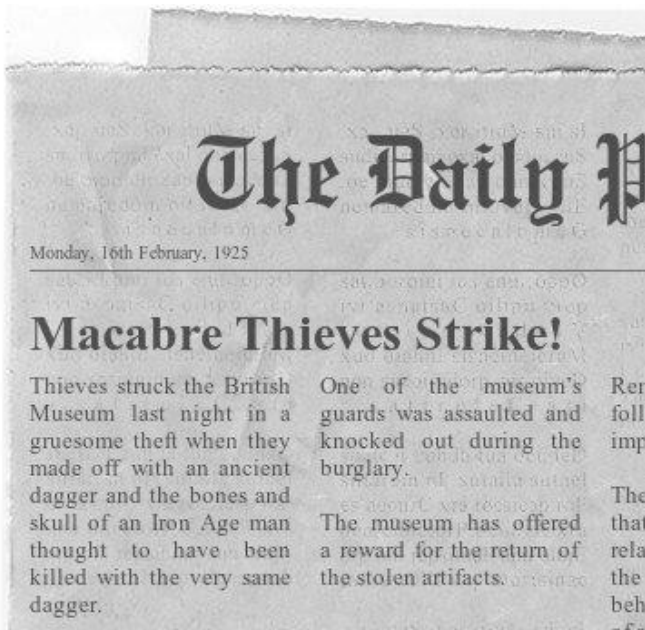 The Daily
Monday, 16th February, 1925
Macabre Thieves Strike!
Thieves struck the British
Museum last night in a
gruesome theft when they
made off with an ancient
dagger and the bones and
skull of an Iron Age man
thought to have been
killed with the very same
dagger.
One of the museum's
guards was assaulted and
knocked out during the
burglary.
The museum has offered
a reward for the return of
the stolen artifacts.
the